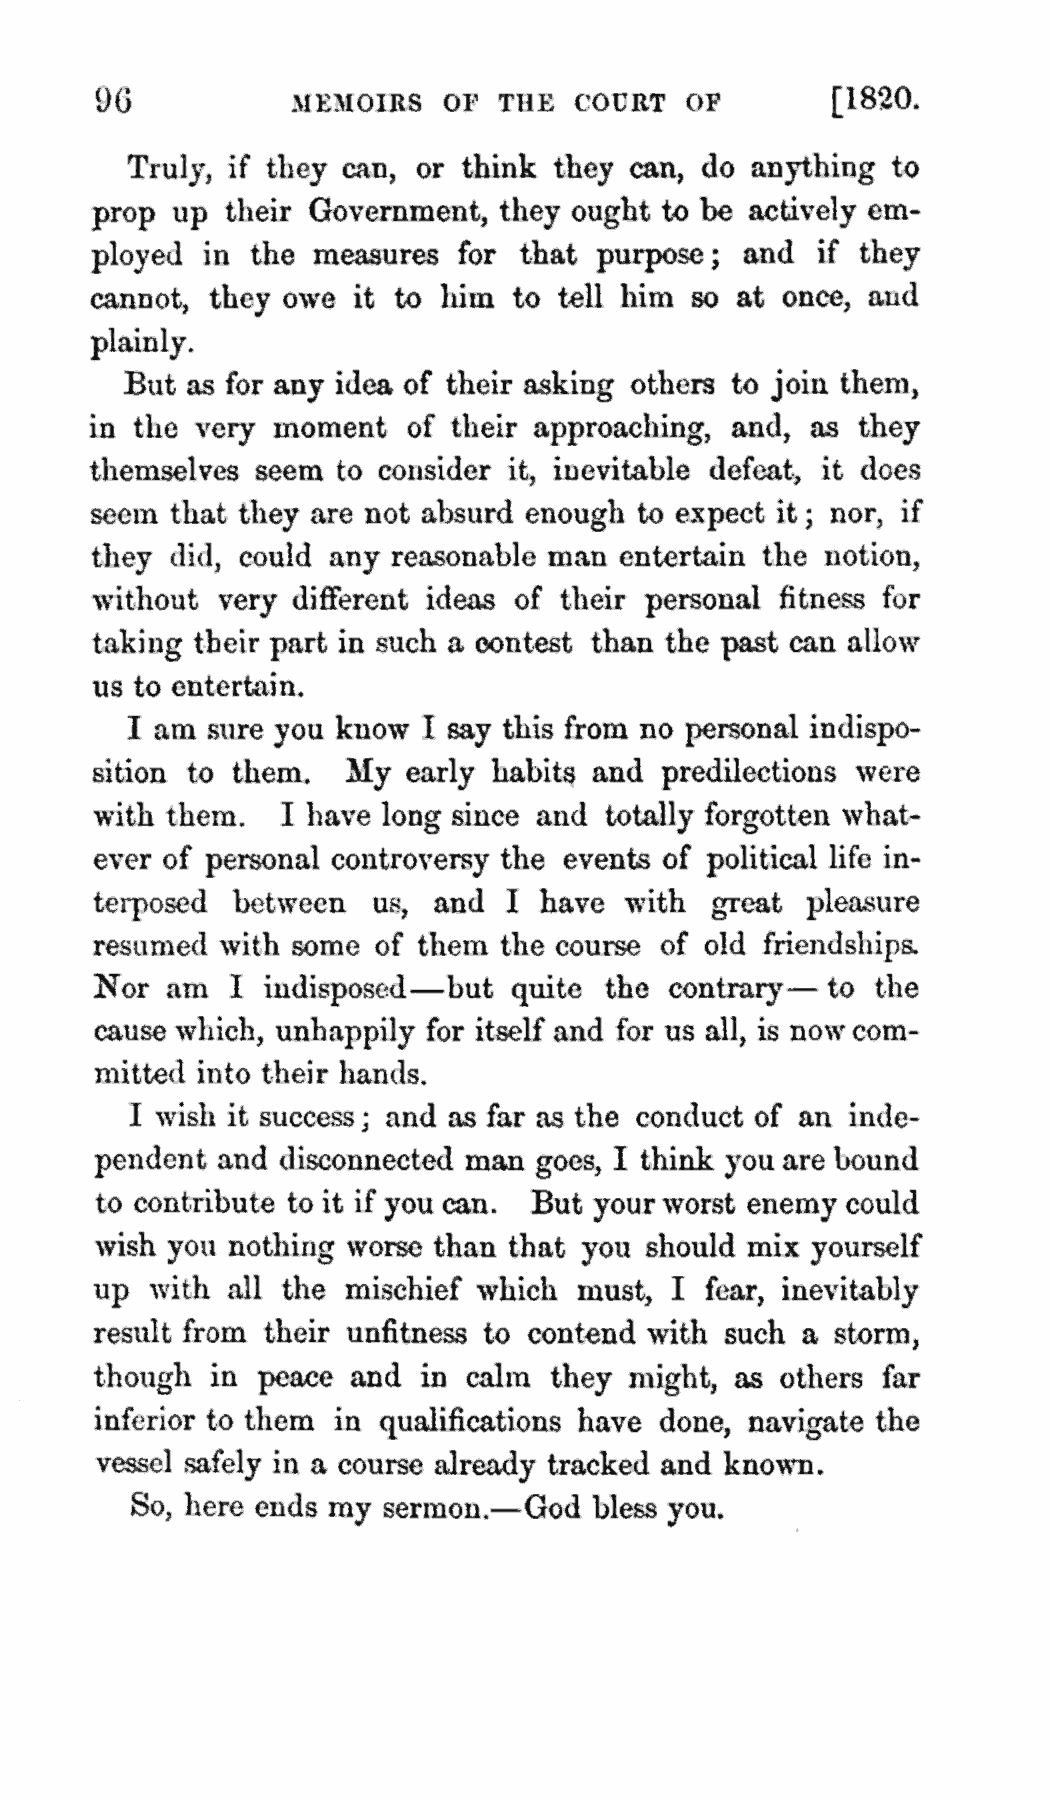 96 MEMOIRS OF THE COURT OF [1820.
Truly, if they can, or think they can, do anything to
prop up their Government, they ought to be actively em-
ployed in the measures for that purpose; and if they
cannot, they owe it to him to tell him so at once, and
plainly.
But as for any idea of their asking others to join them,
in the very moment of their approaching, and, as they
themselves seem to consider it, inevitable defeat, it does
seem that they are not absurd enough to expect it; nor, if
they did, could any reasonable man entertain the notion,
without very different ideas of their personal fitness for
taking their part in such a contest than the past can allow
us to entertain.
I am sure you know I say this from no personal indispo-
sition to them. My early habits and predilections were
with them. I have long since and totally forgotten what-
ever of personal controversy the events of political life in-
terposed between us, and I have with great pleasure
resumed with some of them the course of old friendships.
Nor am I indisposed—but quite the contrary—to the
cause which, unhappily for itself and for us all, is now com-
mitted into their hands.
I wish it success; and as far as the conduct of an inde-
pendent and disconnected man goes, I think you are bound
to contribute to it if you can. But your worst enemy could
wish you nothing worse than that you should mix yourself
up with all the mischief which must, I fear, inevitably
result from their unfitness to contend with such a storm,
though in peace and in calm they might, as others far
inferior to them in qualifications have done, navigate the
vessel safely in a course already tracked and known.
So, here ends my sermon.—God bless you.